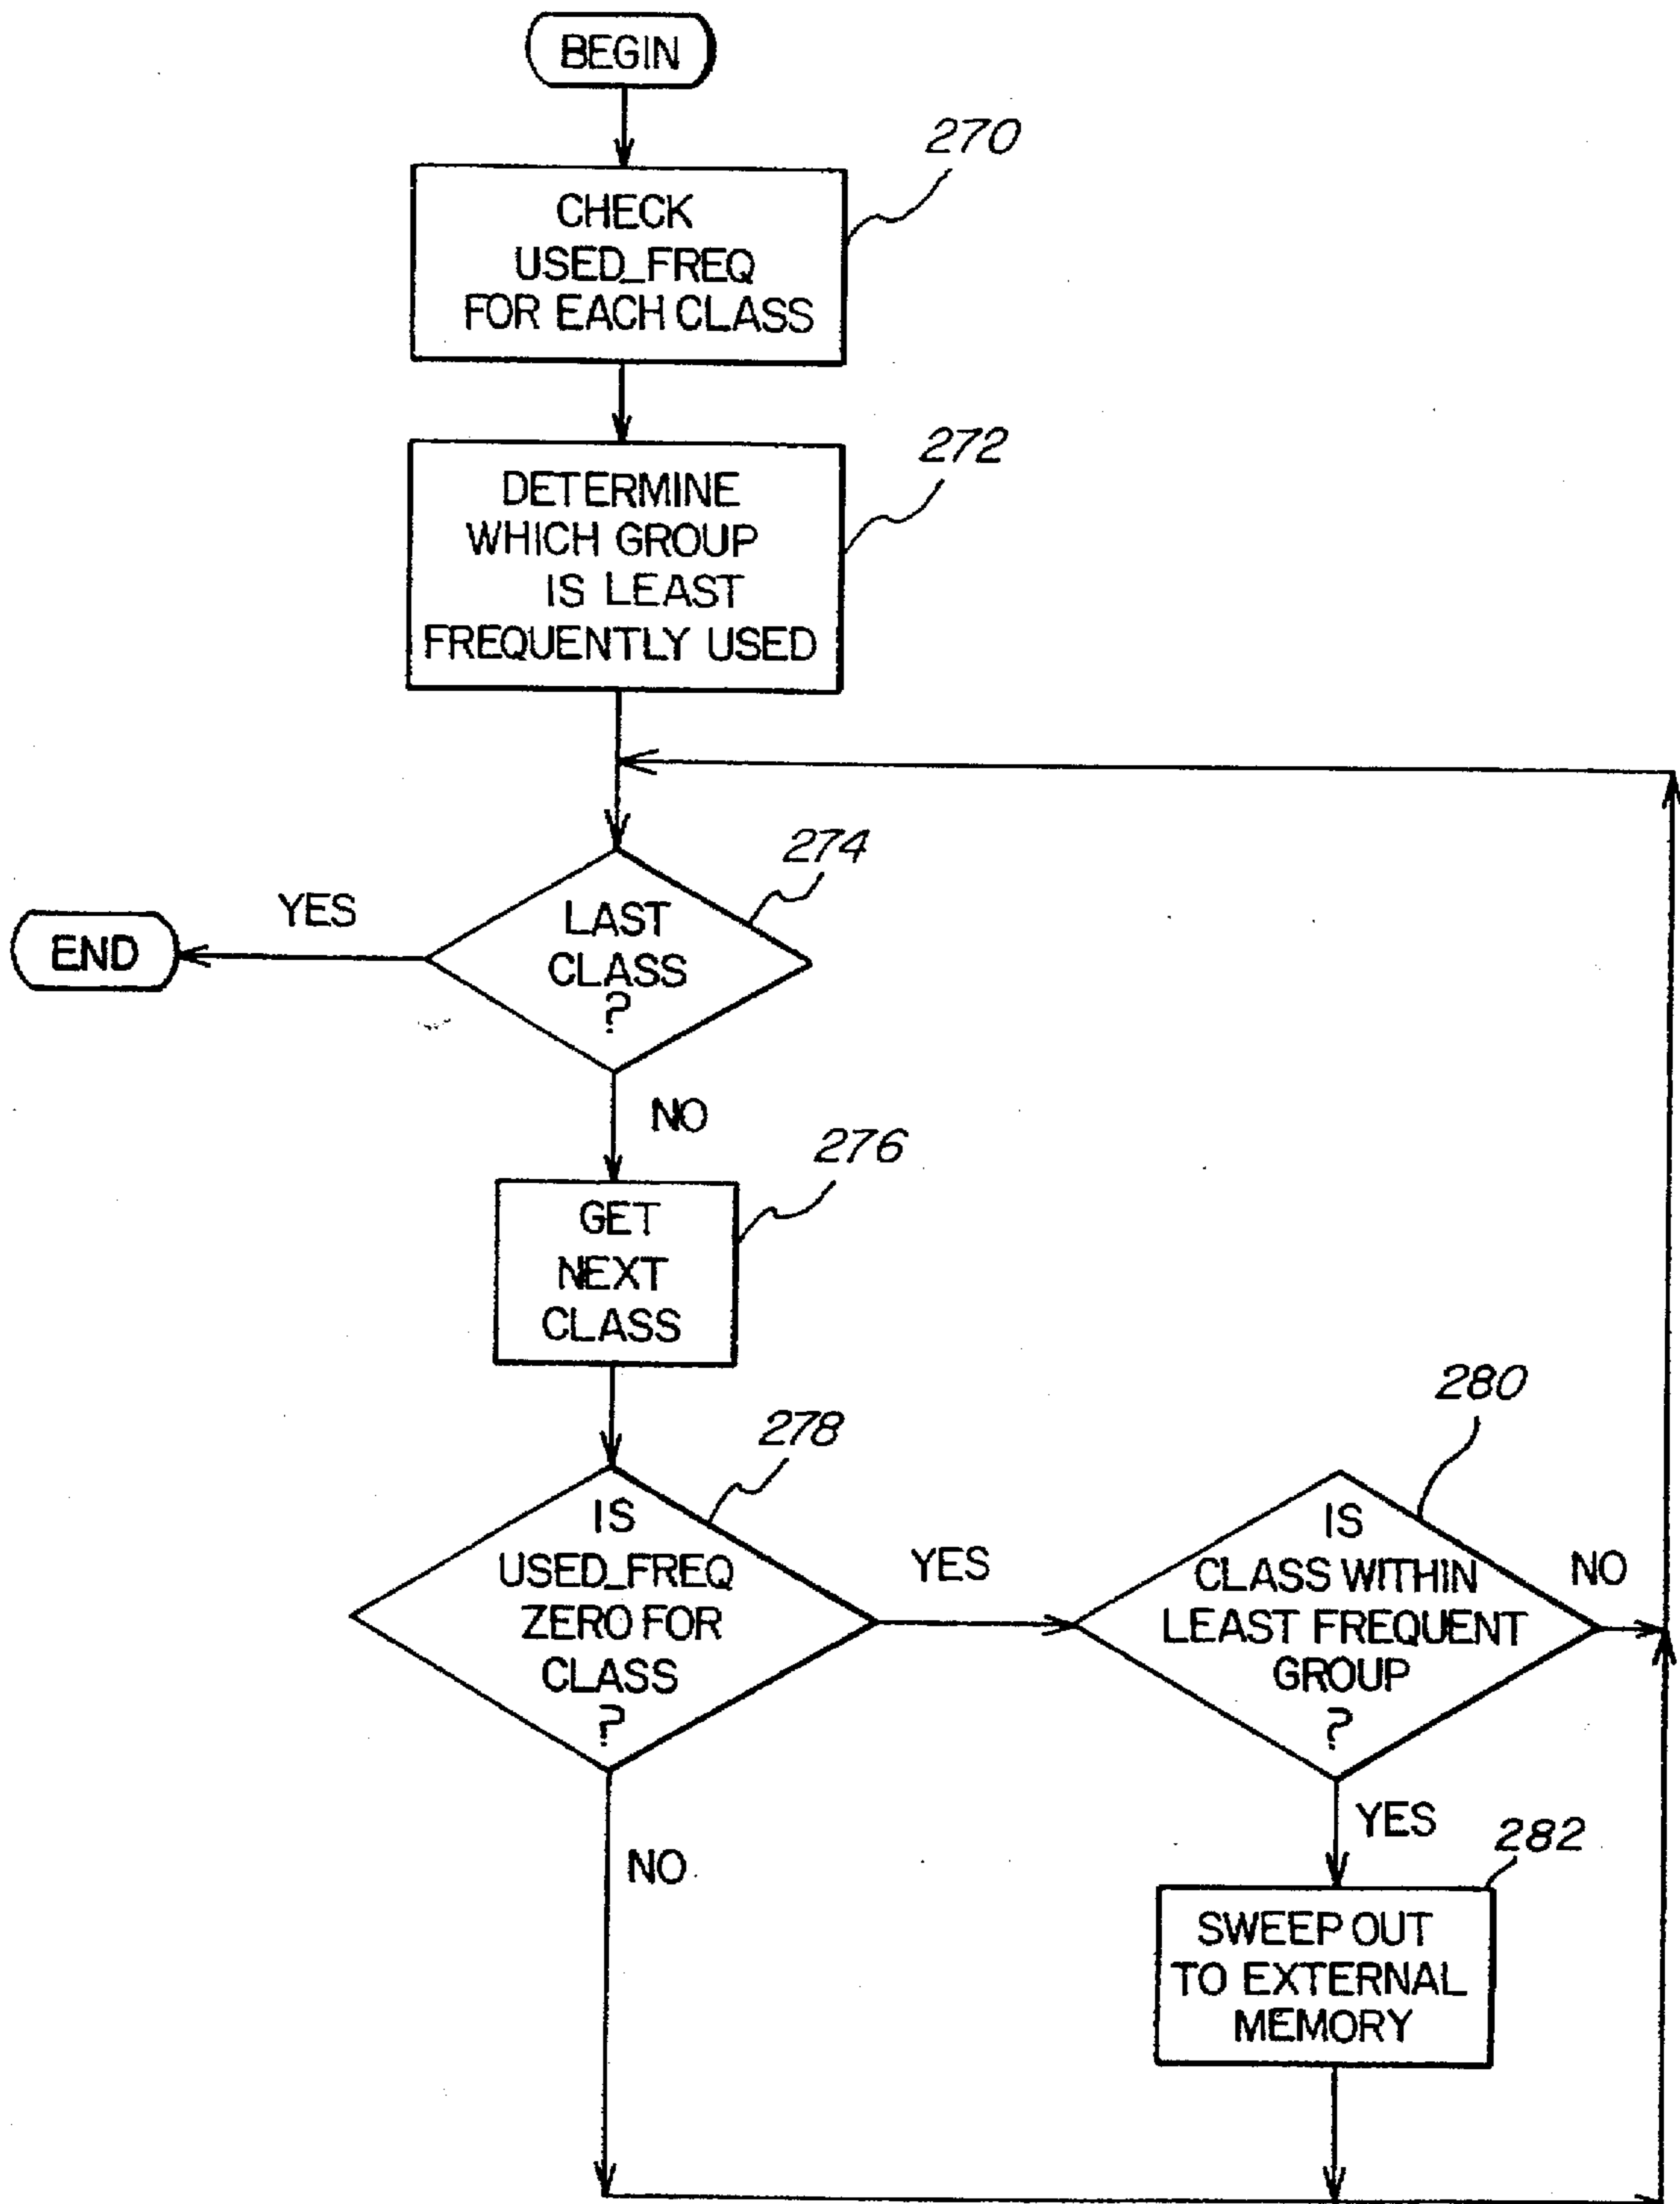 BEGIN
270
CHECK
USED_FREQ
FOR EACH CLASS
272
DETERMINE
WHICH GROUP
IS LEAST
FREQUENTLY USED
274
LAST
CLASS
?
YES
END
NO
276
GET
NEXT
CLASS
278
IS
USED_FREQ
ZERO FOR
CLASS
?
YES
280
IS
CLASS WITHIN
LEAST FREQUENT
GROUP
?
NO
YES
NO
282
SWEEP OUT
TO EXTERNAL
MEMORY